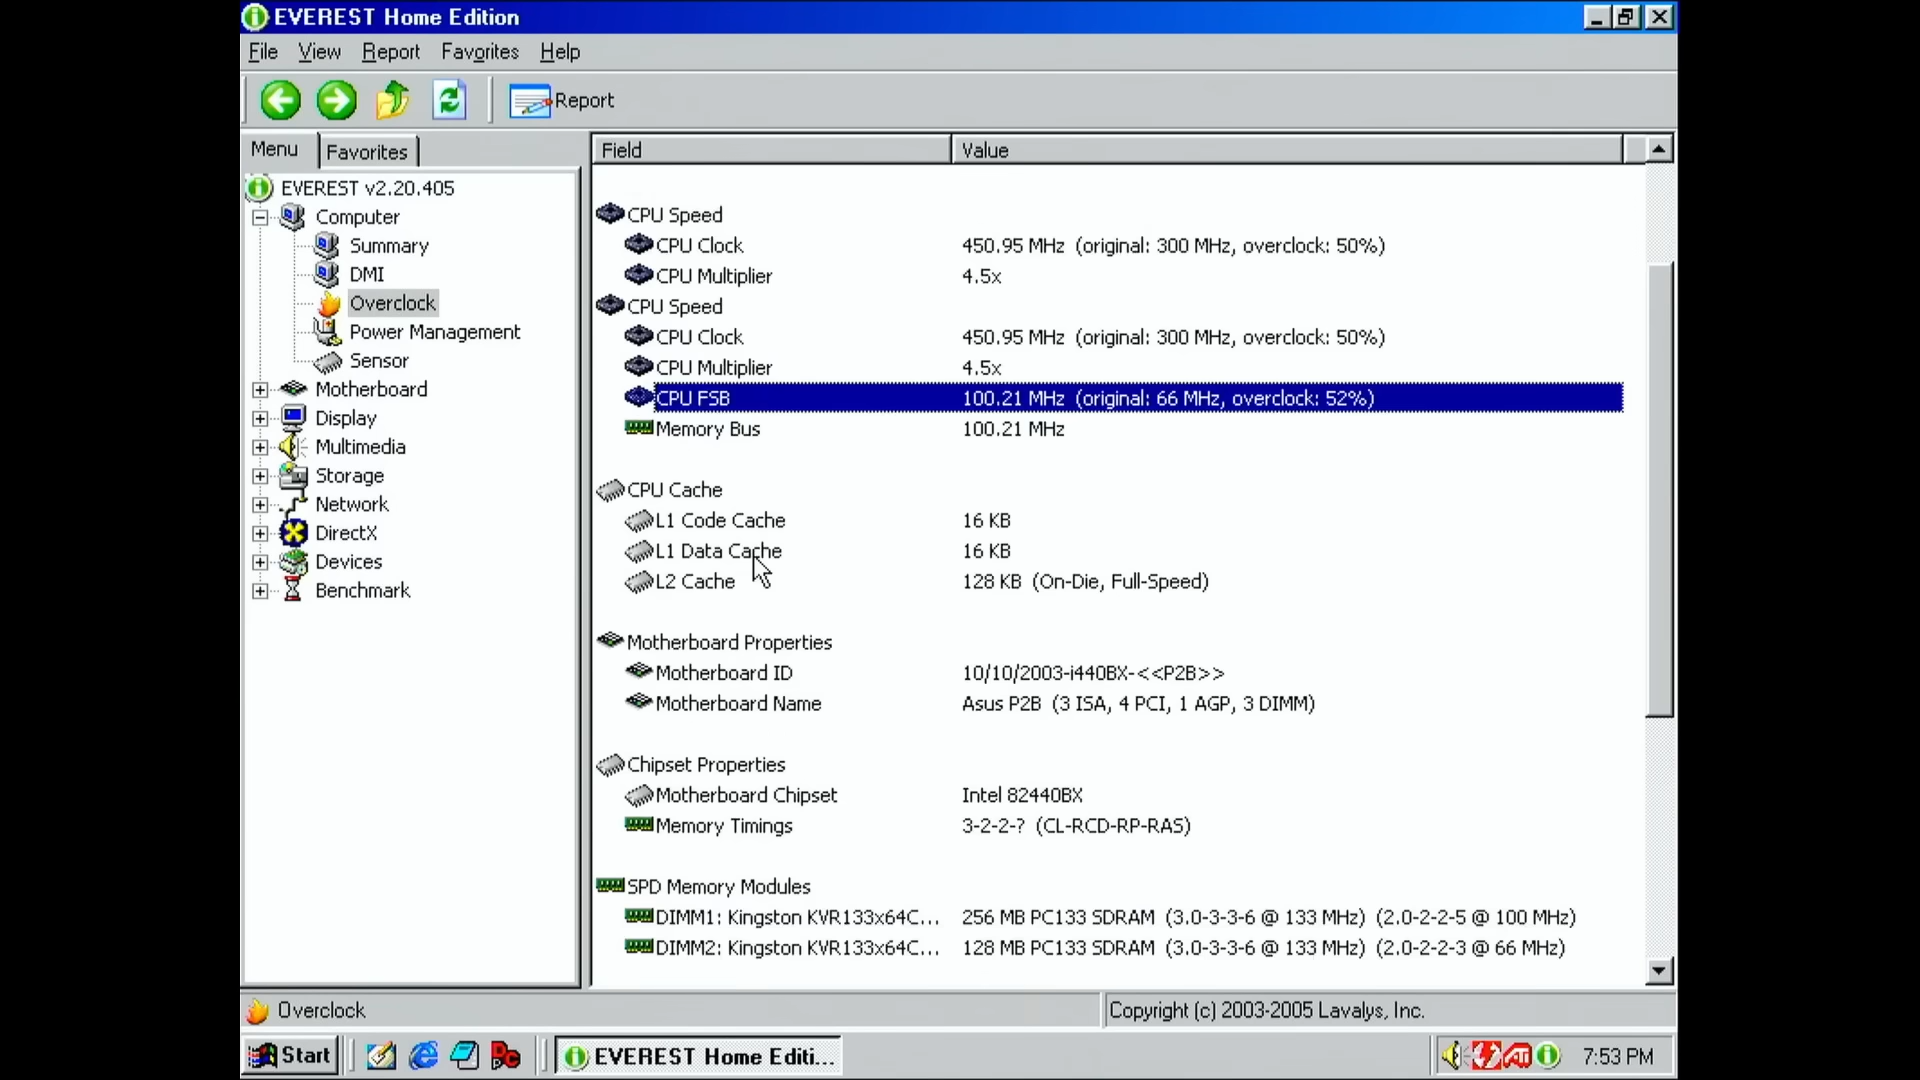 EVEREST Home Edition
File View Report Favorites Help
Report
Menu Favorites
Field Value
EVEREST v2.20.405
Computer
Summary
DMI
Overclock
Power Management
Sensor
Motherboard
Display
Multimedia
Storage
Network
DirectX
Devices
Benchmark
CPU Speed
CPU Clock 450.95 MHz (original: 300 MHz, overclock: 50%)
CPU Multiplier 4.5x
CPU Speed
CPU Clock 450.95 MHz (original: 300 MHz, overclock: 50%)
CPU Multiplier 4.5x
CPU FSB 100.21 MHz (original: 66 MHz, overclock: 52%)
Memory Bus 100.21 MHz
CPU Cache
L1 Code Cache 16 KB
L1 Data Cache 16 KB
L2 Cache 128 KB (On-Die, Full-Speed)
Motherboard Properties
Motherboard ID 10/10/2003-i440BX-<<P2B>>
Motherboard Name Asus P2B (3 ISA, 4 PCI, 1 AGP, 3 DIMM)
Chipset Properties
Motherboard Chipset Intel 82440BX
Memory Timings 3-2-2-? (CL-RCD-RP-RAS)
SPD Memory Modules
DIMM1: Kingston KVR133x64C... 256 MB PC133 SDRAM (3.0-3-3-6 @ 133 MHz) (2.0-2-2-5 @ 100 MHz)
DIMM2: Kingston KVR133x64C... 128 MB PC133 SDRAM (3.0-3-3-6 @ 133 MHz) (2.0-2-2-3 @ 66 MHz)
Overclock Copyright (c) 2003-2005 Lavalys, Inc.
Start EVEREST Home Editi... 7:53 PM